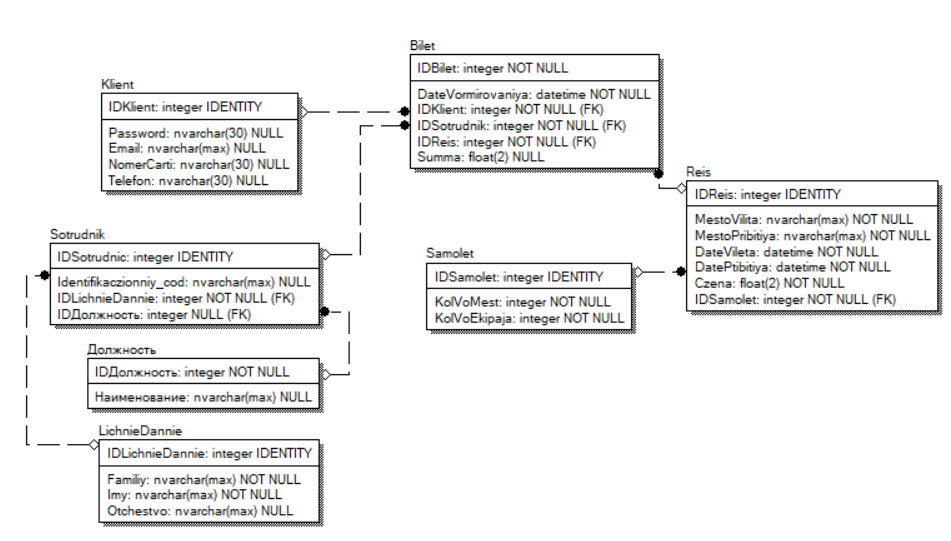 Bilet
IDBilet: integer NOT NULL
DateVormirovaniya: datetime NOT NULL
IDKlient: integer NOT NULL (FK)
IDSotrudnik: integer NOT NULL (FK)
IDReis: integer NOT NULL (FK)
Summa: float(2) NULL
Klient
IDKlient: integer IDENTITY
Password: nvarchar(30) NULL
Email: nvarchar(max) NULL
NomerCarti: nvarchar(30) NULL
Telefon: nvarchar(30) NULL
Reis
IDReis: integer IDENTITY
MestoVilita: nvarchar(max) NOT NULL
MestoPribitiya: nvarchar(max) NOT NULL
DateVileta: datetime NOT NULL
DatePtibitiya: datetime NOT NULL
Czena: float(2) NOT NULL
IDSamolet: integer NOT NULL (FK)
Sotrudnik
IDSotrudnic: integer IDENTITY
Identifikaczionniy_cod: nvarchar(max) NULL
IDLichnieDannie: integer NOT NULL (FK)
IDДолжность: integer NULL (FK)
Samolet
IDSamolet: integer IDENTITY
KolVoMest: integer NOT NULL
KolVoEkipaja: integer NOT NULL
Должность
IDДолжность: integer NOT NULL
Наименование: nvarchar(max) NULL
LichnieDannie
IDLichnieDannie: integer IDENTITY
Familiy: nvarchar(max) NOT NULL
Imy: nvarchar(max) NOT NULL
Otchestvo: nvarchar(max) NULL